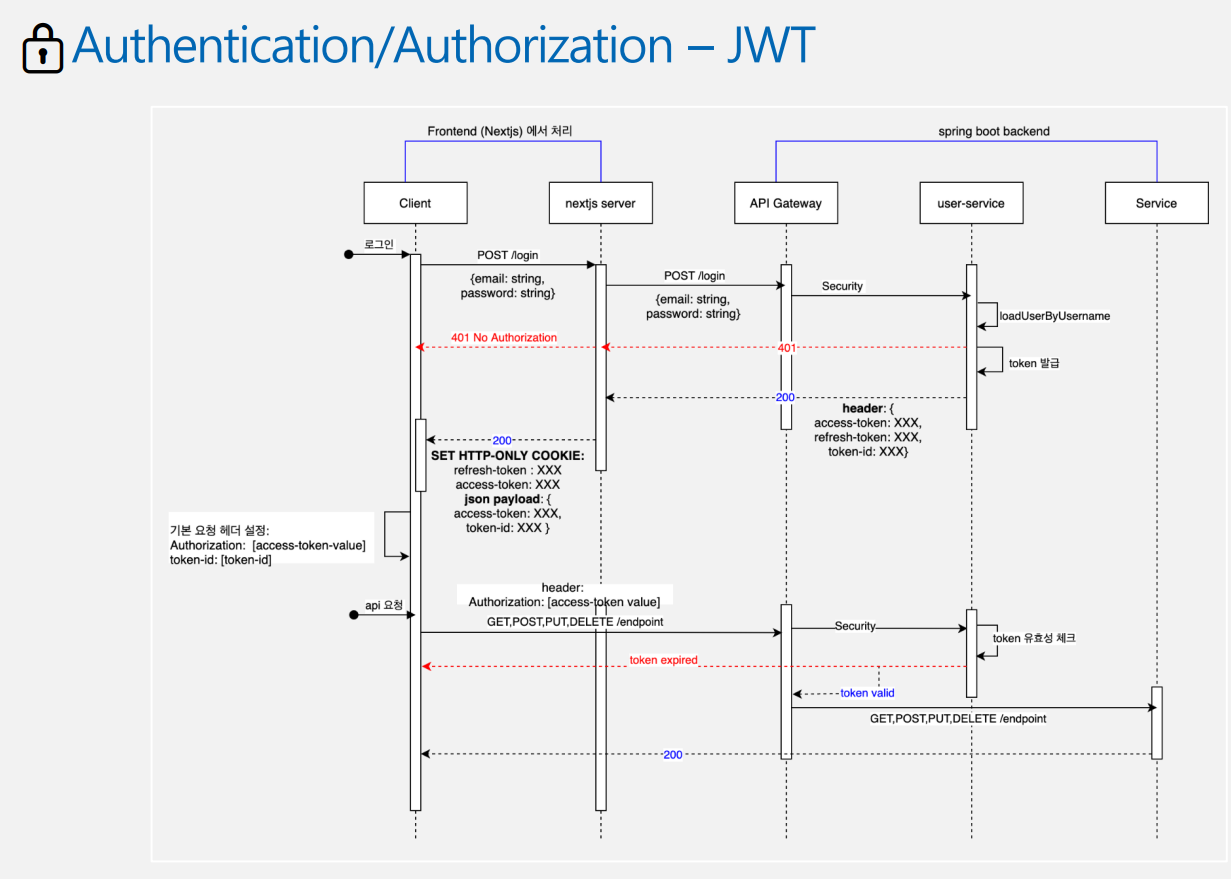 Authentication/Authorization – JWT
Frontend (Nextjs) 에서 처리
spring boot backend
Client
nextjs server
API Gateway
user-service
Service
로그인
POST /login
{email: string,
password: string}
POST /login
{email: string,
password: string}
Security
loadUserByUsername
401 No Authorization
401
token 발급
200
header: {
access-token: XXX,
refresh-token: XXX,
token-id: XXX}
200
SET HTTP-ONLY COOKIE:
refresh-token : XXX
access-token: XXX
json payload: {
access-token: XXX,
token-id: XXX }
기본 요청 헤더 설정:
Authorization: [access-token-value]
token-id: [token-id]
header:
Authorization: [access-token value]
api 요청
GET,POST,PUT,DELETE /endpoint
Security
token 유효성 체크
token expired
token valid
GET,POST,PUT,DELETE /endpoint
200